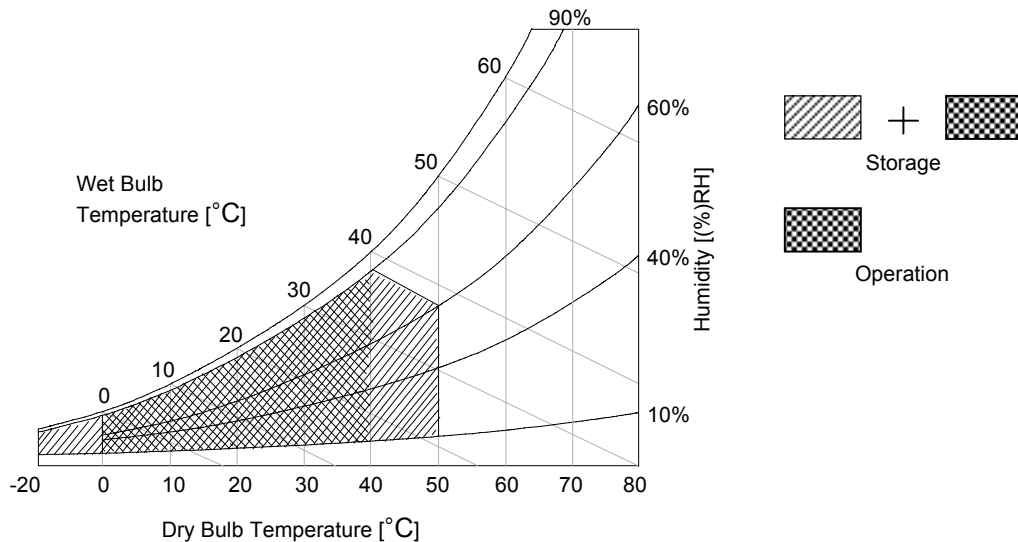 90%
60
60%
50
Wet Bulb
Temperature [°C]
40
30
20
10
0
40%
10%
Humidity [(%)RH]
-20 0 10 20 30 40 50 60 70 80
Dry Bulb Temperature [°C]
+
Storage
Operation